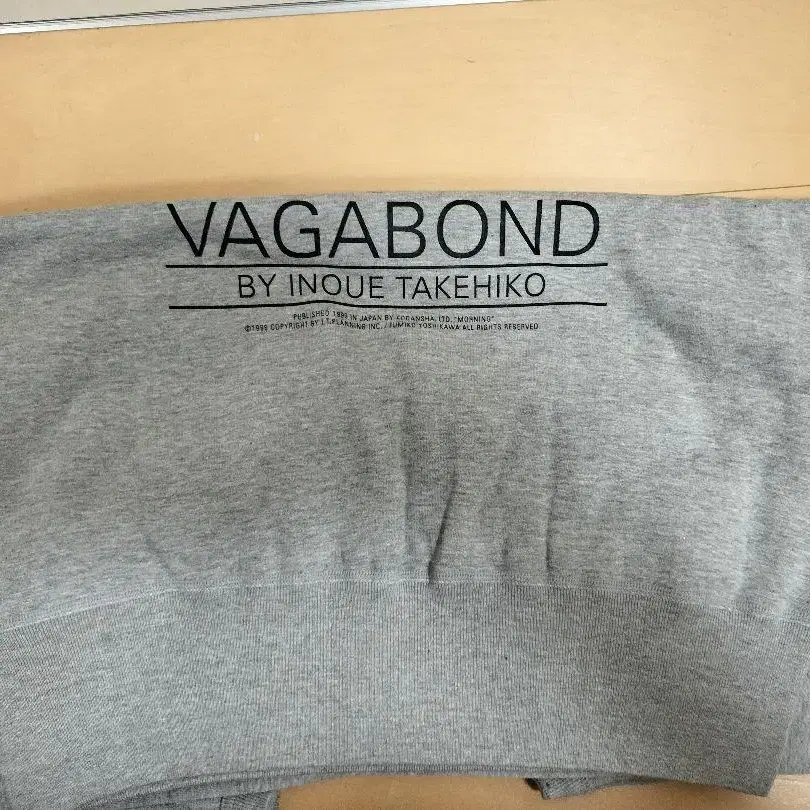 VAGABOND
BY INOUE TAKEHIKO
PUBLISHED 1999 IN JAPAN BY KODANSHA, LTD. "MORNING"
©1999 COPYRIGHT BY I.T.PLANNING INC. / FUMIKO YOSHIKAWA ALL RIGHTS RESERVED